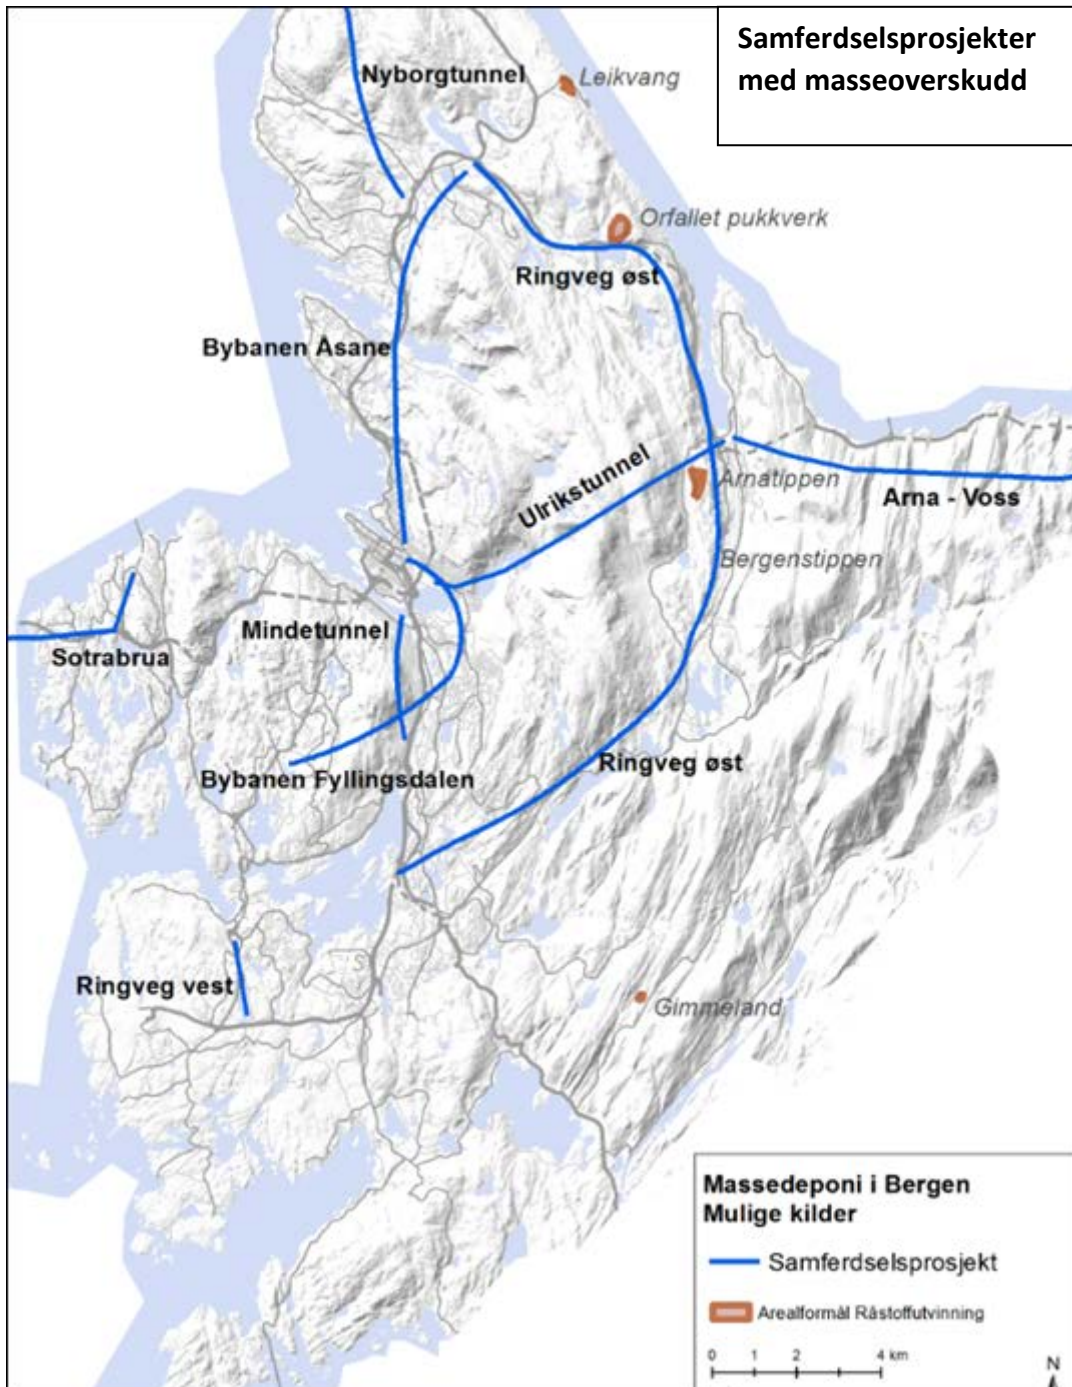 Samferdselsprosjekter
med masseoverskudd
Nyborgtunnel
Leikvang
Orfallet pukkverk
Ringveg øst
Bybanen Åsane
Ulrikstunnel
Arnatippen
Arna - Voss
Bergenstippen
Mindetunnel
Sotrabrua
Ringveg øst
Bybanen Fyllingsdalen
Ringveg vest
Gimmeland
Massedeponi i Bergen
Mulige kilder
Samferdselsprosjekt
Arealformål Råstoffutvinning
0 1 2 4 km
N